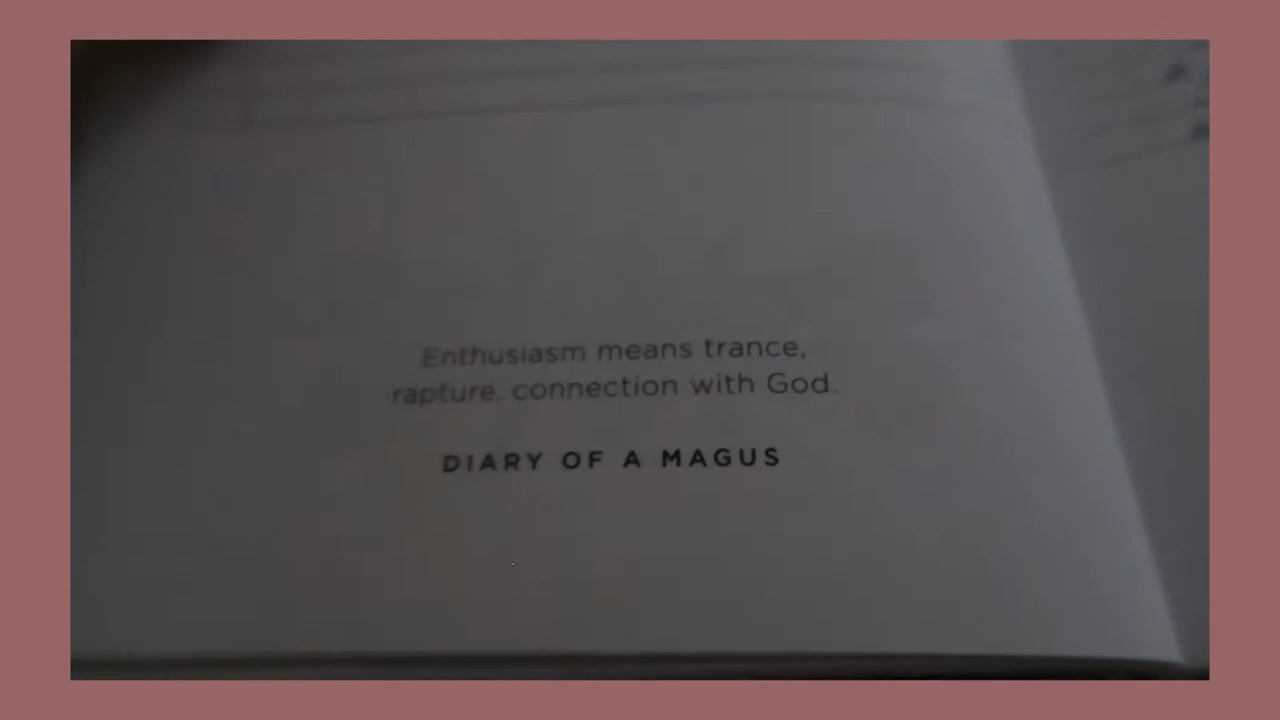 Enthusiasm means trance,
rapture, connection with God.
DIARY OF A MAGUS